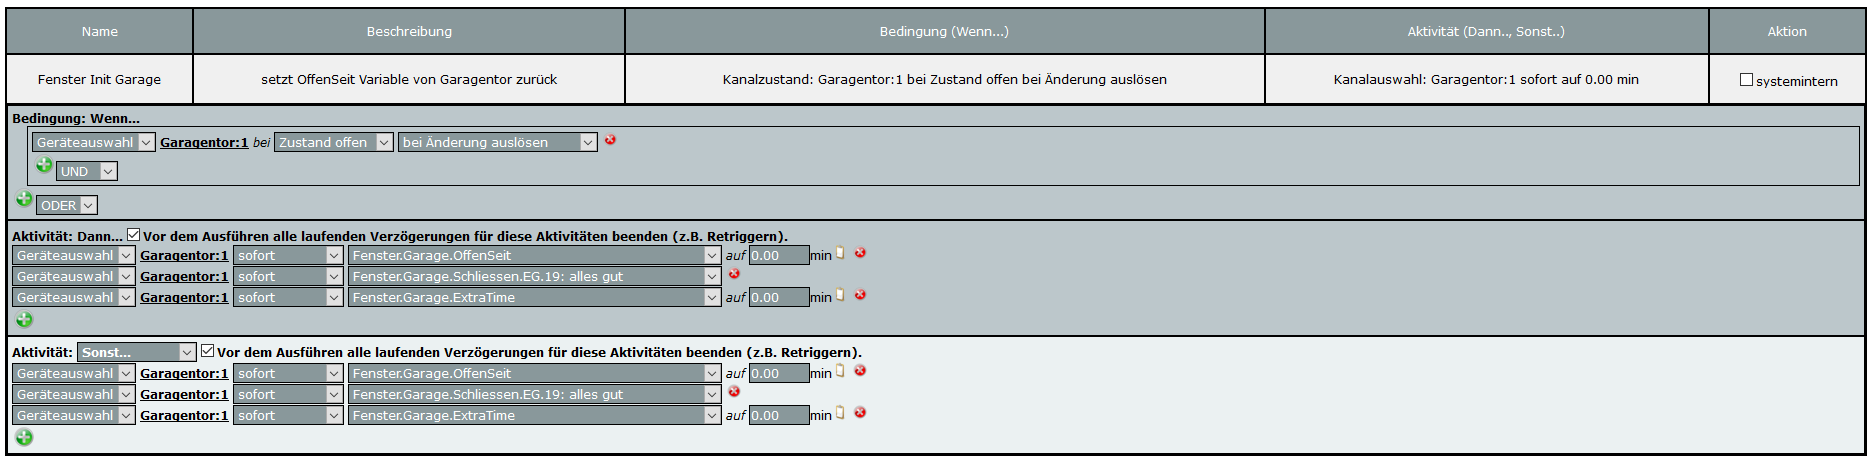 Name Beschreibung Bedingung (Wenn...) Aktivität (Dann.., Sonst..) Aktion
Fenster Init Garage setzt OffenSeit Variable von Garagentor zurück Kanalzustand: Garagentor:1 bei Zustand offen bei Änderung auslösen Kanalauswahl: Garagentor:1 sofort auf 0.00 min systemintern
Bedingung: Wenn...
Geräteauswahl Garagentor:1 bei Zustand offen bei Änderung auslösen
UND
ODER
Aktivität: Dann... Vor dem Ausführen alle laufenden Verzögerungen für diese Aktivitäten beenden (z.B. Retriggern).
Geräteauswahl Garagentor:1 sofort Fenster.Garage.OffenSeit auf 0.00 min
Geräteauswahl Garagentor:1 sofort Fenster.Garage.Schliessen.EG.19: alles gut
Geräteauswahl Garagentor:1 sofort Fenster.Garage.ExtraTime auf 0.00 min
Aktivität: Sonst... Vor dem Ausführen alle laufenden Verzögerungen für diese Aktivitäten beenden (z.B. Retriggern).
Geräteauswahl Garagentor:1 sofort Fenster.Garage.OffenSeit auf 0.00 min
Geräteauswahl Garagentor:1 sofort Fenster.Garage.Schliessen.EG.19: alles gut
Geräteauswahl Garagentor:1 sofort Fenster.Garage.ExtraTime auf 0.00 min